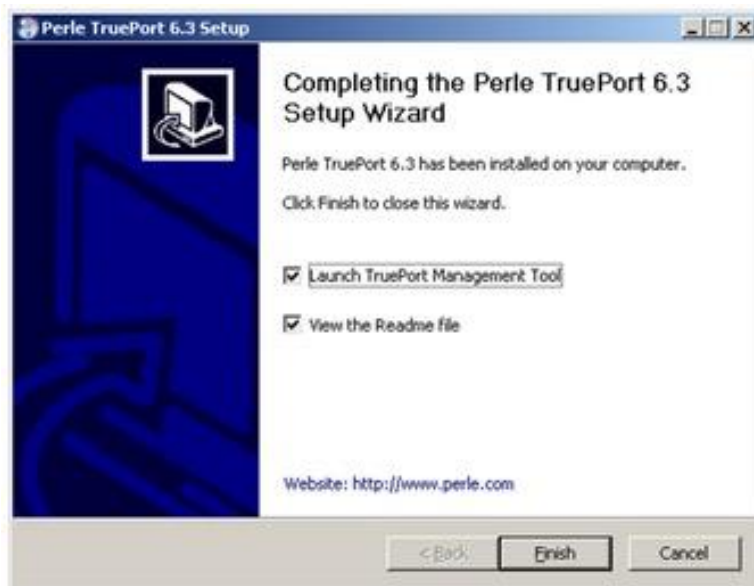 Perle TruePort 6.3 Setup
Completing the Perle TruePort 6.3
Setup Wizard
Perle TruePort 6.3 has been installed on your computer.
Click Finish to close this wizard.
Launch TruePort Management Tool
View the Readme file
Website: http://www.perle.com
< Back
Finish
Cancel